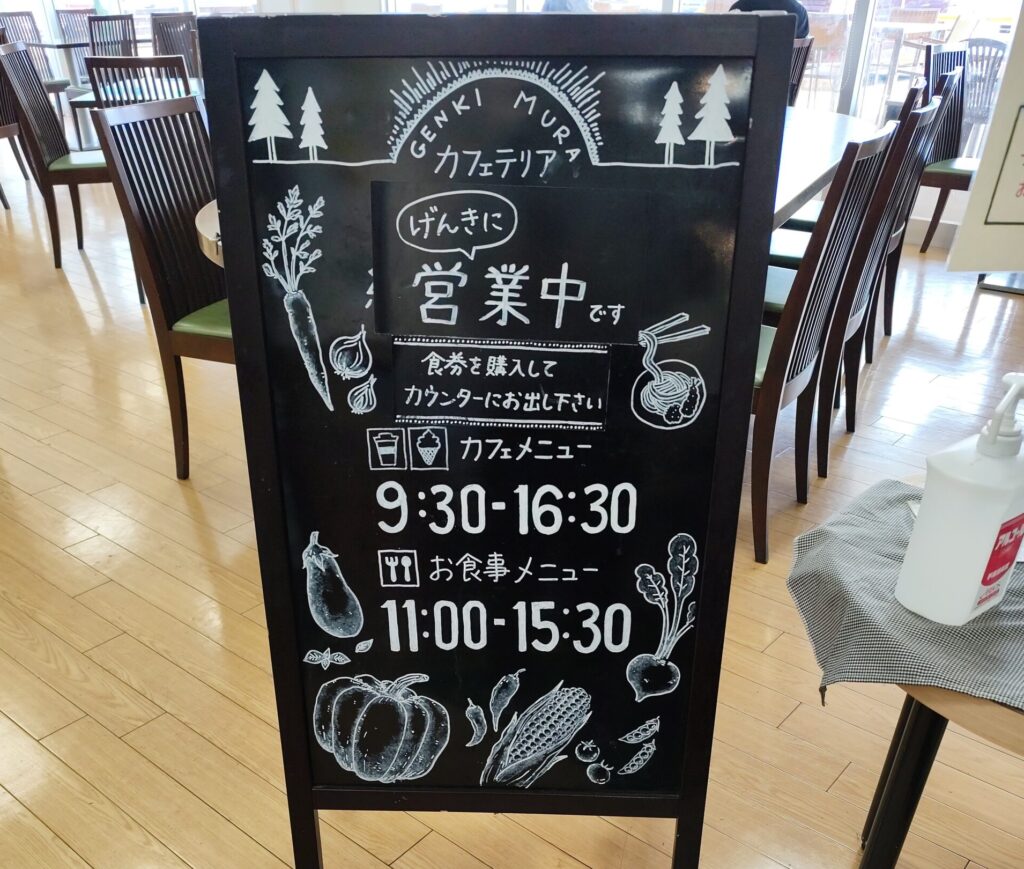 GENKI MURA
カフェテリア
げんきに
営業中です
食券を購入して
カウンターにお出し下さい
カフェメニュー
9:30-16:30
お食事メニュー
11:00-15:30